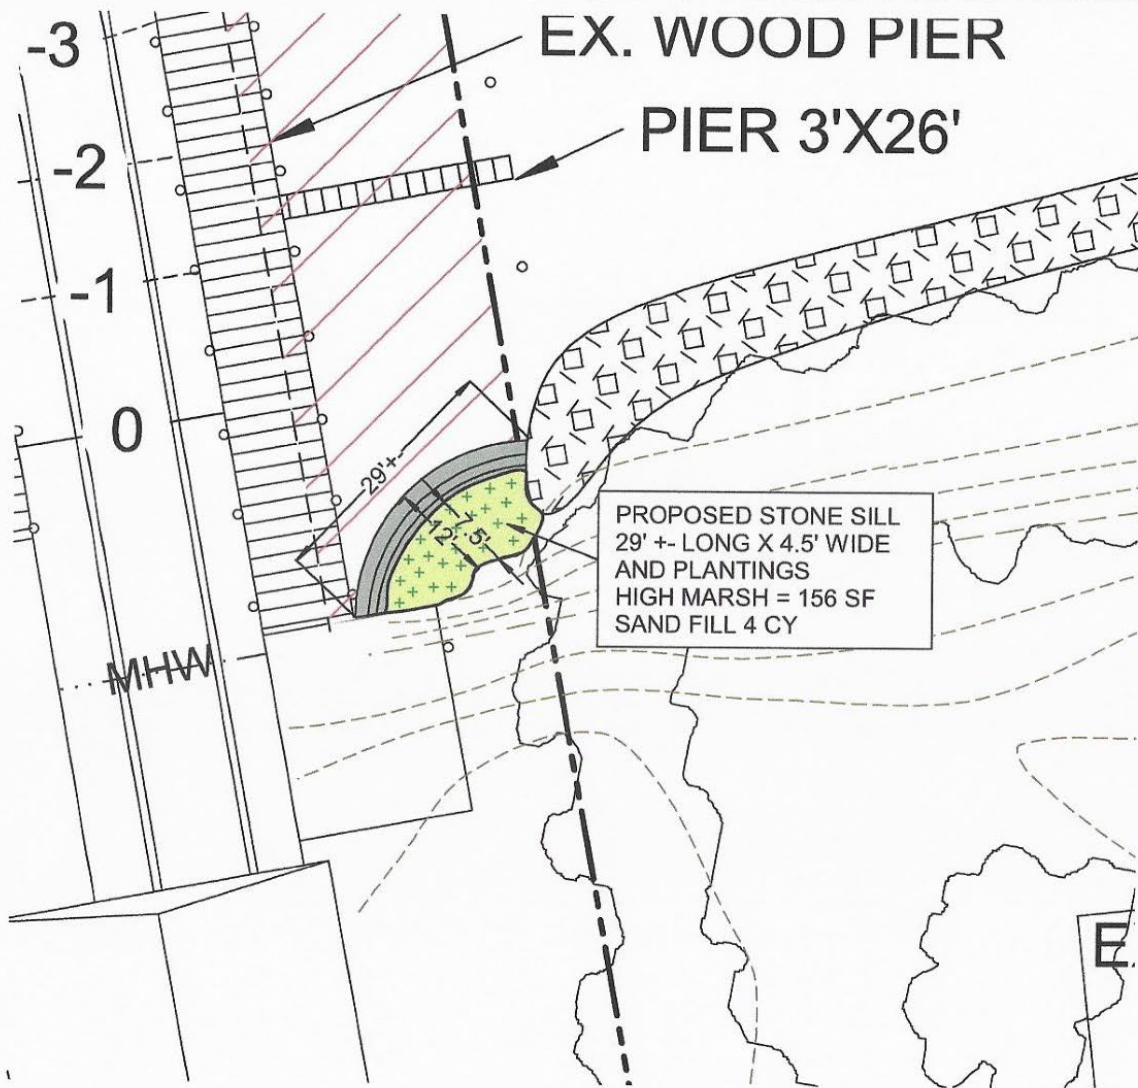 -3
EX. WOOD PIER
PIER 3'X26'
-2
-1
0
29'+-
7.5'
12'
PROPOSED STONE SILL
29' +- LONG X 4.5' WIDE
AND PLANTINGS
HIGH MARSH = 156 SF
SAND FILL 4 CY
MHW
E